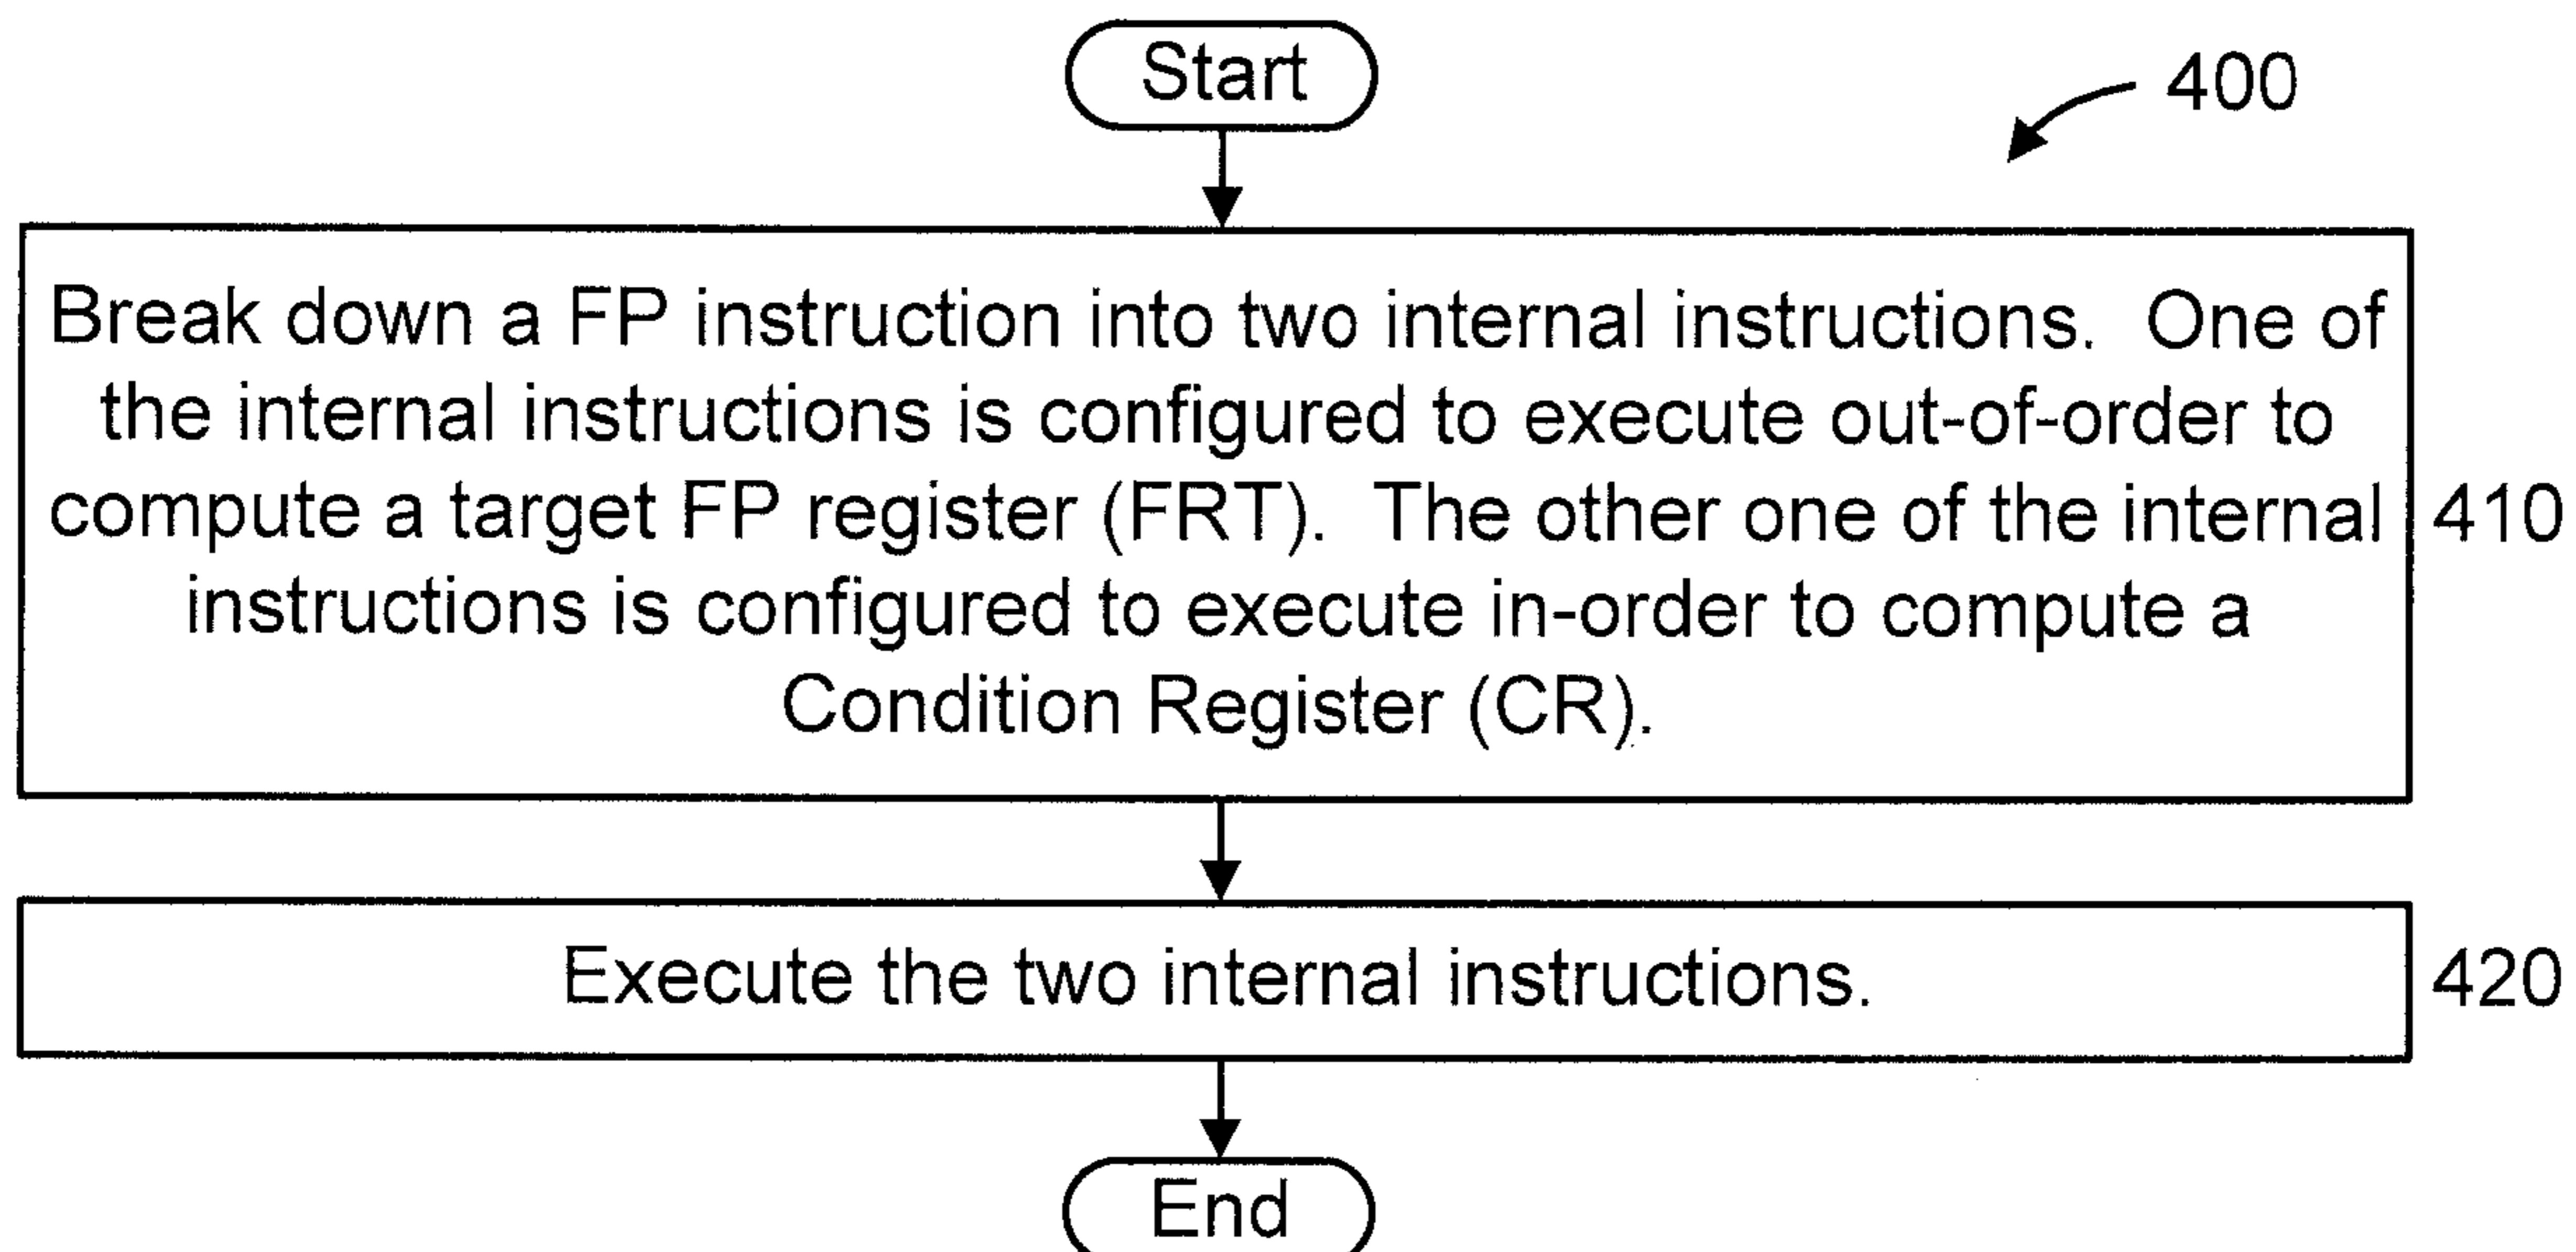 Start
400
Break down a FP instruction into two internal instructions. One of
the internal instructions is configured to execute out-of-order to
compute a target FP register (FRT). The other one of the internal
instructions is configured to execute in-order to compute a
Condition Register (CR).
410
Execute the two internal instructions.
420
End